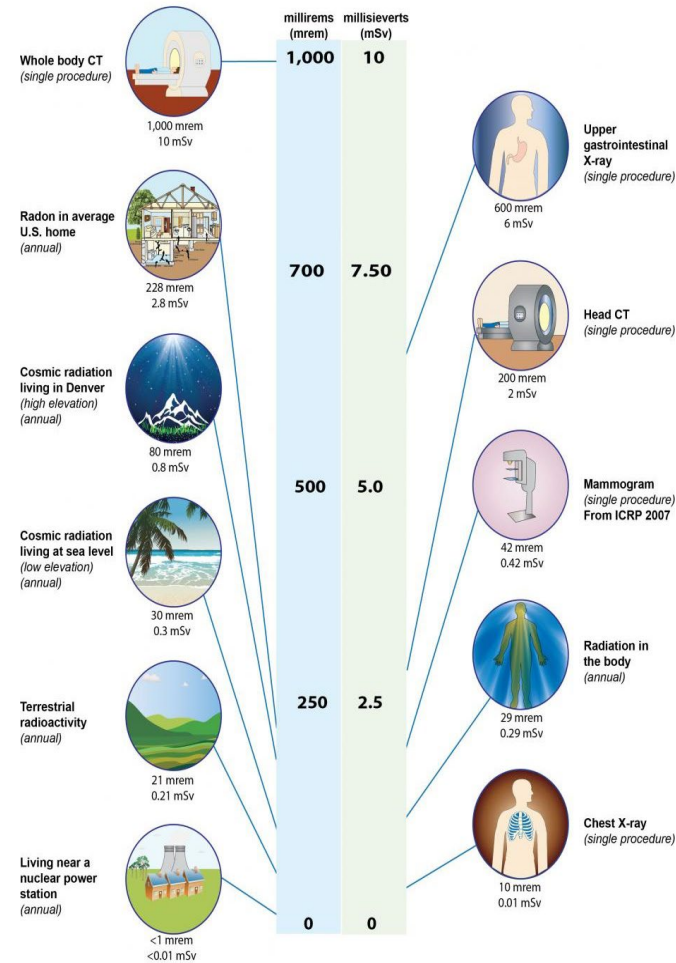 millirems
(mrem)
millisieverts
(mSv)
1,000
10
700
7.50
500
5.0
250
2.5
0
0
Whole body CT
(single procedure)
1,000 mrem
10 mSv
Radon in average
U.S. home
(annual)
228 mrem
2.8 mSv
Cosmic radiation
living in Denver
(high elevation)
(annual)
80 mrem
0.8 mSv
Cosmic radiation
living at sea level
(low elevation)
(annual)
30 mrem
0.3 mSv
Terrestrial
radioactivity
(annual)
21 mrem
0.21 mSv
Living near a
nuclear power
station
(annual)
<1 mrem
<0.01 mSv
Upper
gastrointestinal
X-ray
(single procedure)
600 mrem
6 mSv
Head CT
(single procedure)
200 mrem
2 mSv
Mammogram
(single procedure)
From ICRP 2007
42 mrem
0.42 mSv
Radiation in
the body
(annual)
29 mrem
0.29 mSv
Chest X-ray
(single procedure)
10 mrem
0.01 mSv